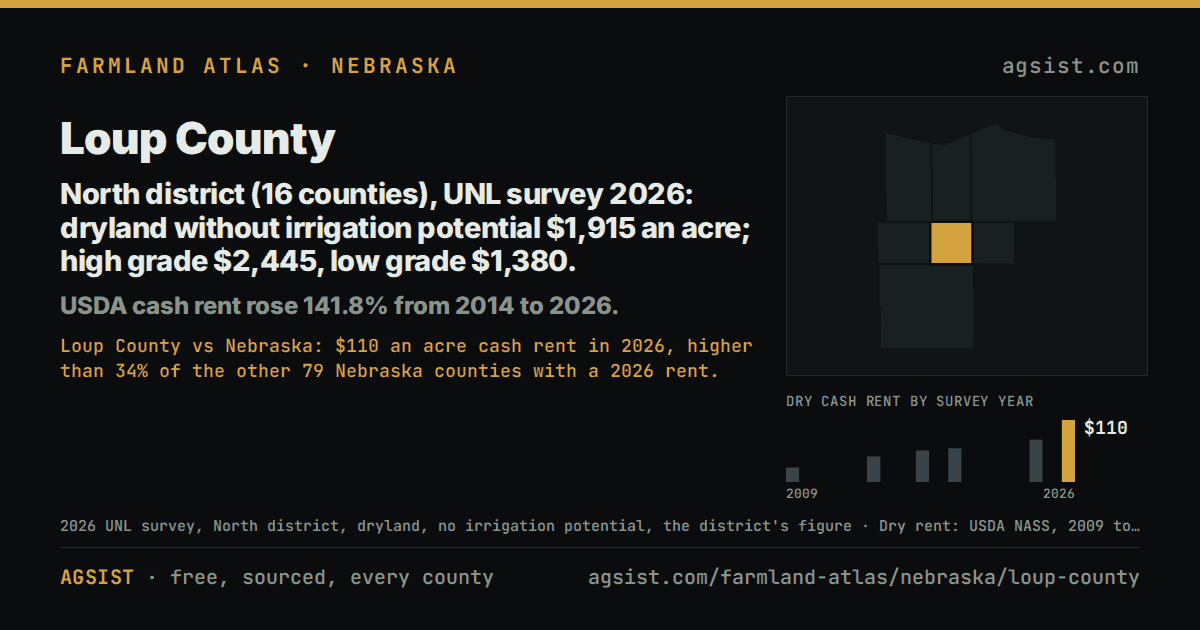 FARMLAND ATLAS · NEBRASKA
agsist.com
Loup County
North district (16 counties), UNL survey 2026:
dryland without irrigation potential $1,915 an acre;
high grade $2,445, low grade $1,380.
USDA cash rent rose 141.8% from 2014 to 2026.
Loup County vs Nebraska: $110 an acre cash rent in 2026, higher
than 34% of the other 79 Nebraska counties with a 2026 rent.
DRY CASH RENT BY SURVEY YEAR
$110
2009
2026
2026 UNL survey, North district, dryland, no irrigation potential, the district's figure · Dry rent: USDA NASS, 2009 to…
AGSIST · free, sourced, every county
agsist.com/farmland-atlas/nebraska/loup-county